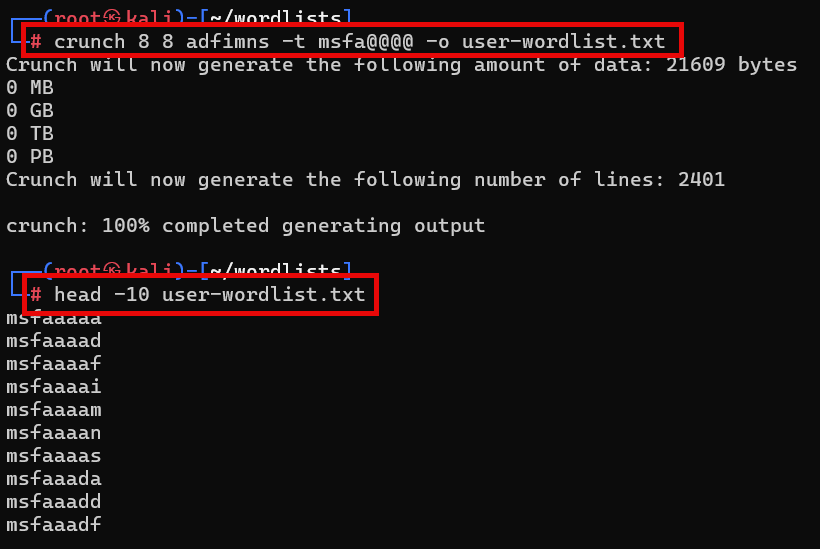 ┌──(root㉿kali)-[~/wordlists]
└─# crunch 8 8 adfimns -t msfa@@@@ -o user-wordlist.txt
Crunch will now generate the following amount of data: 21609 bytes
0 MB
0 GB
0 TB
0 PB
Crunch will now generate the following number of lines: 2401
crunch: 100% completed generating output
┌──(root㉿kali)-[~/wordlists]
└─# head -10 user-wordlist.txt
msfaaaaa
msfaaaad
msfaaaaf
msfaaaai
msfaaaam
msfaaaan
msfaaaas
msfaaada
msfaaadd
msfaaadf